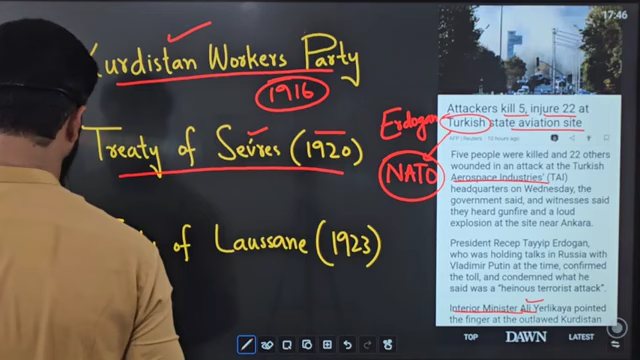 Kurdistan Workers Party
1916
Treaty of Seivres (1920)
of Laussane (1923)
Erdogan
NATO
17:46
Attackers kill 5, injure 22 at
Turkish state aviation site
AFP | Reuters
10 hours ago
Five people were killed and 22 others
wounded in an attack at the Turkish
Aerospace Industries' (TAI)
headquarters on Wednesday, the
government said, and witnesses said
they heard gunfire and a loud
explosion at the site near Ankara.
President Recep Tayyip Erdogan,
who was holding talks in Russia with
Vladimir Putin at the time, confirmed
the toll, and condemned what he
said was a "heinous terrorist attack".
Interior Minister Ali Yerlikaya pointed
the finger at the outlawed Kurdistan
TOP DAWN LATEST